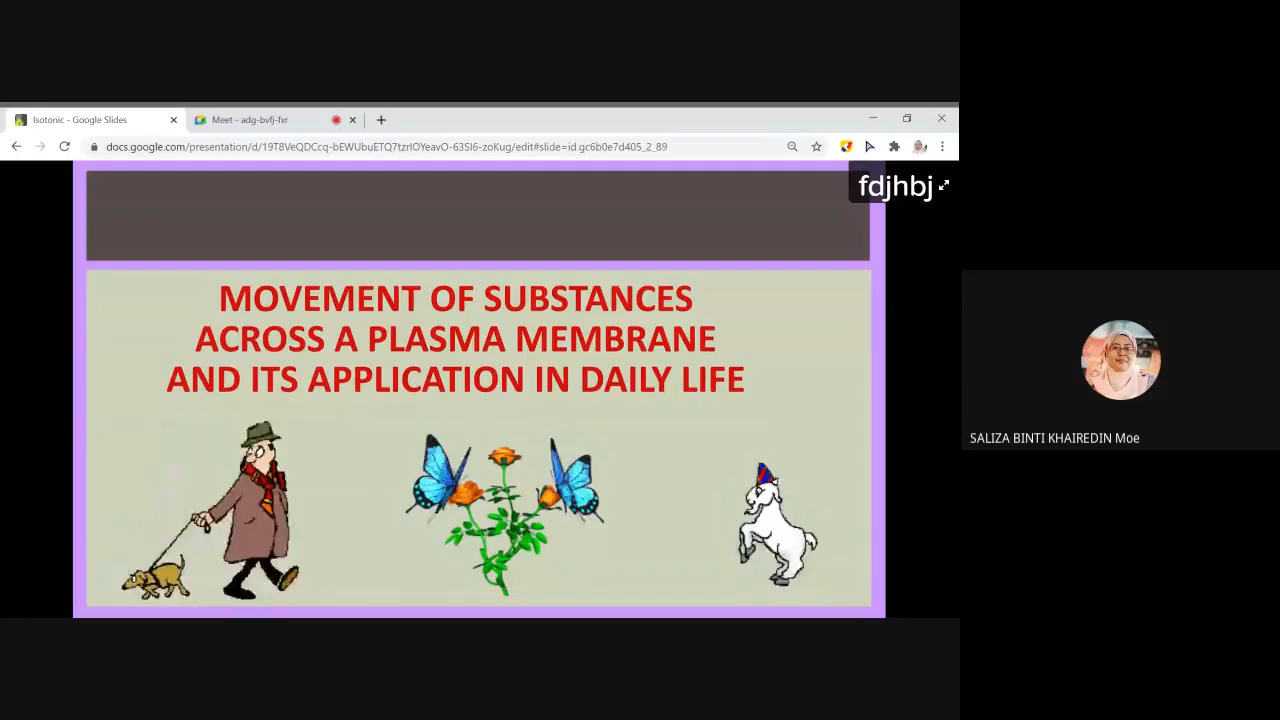 Isotonic - Google Slides
Meet - adg-bvfj-fxr
docs.google.com/presentation/d/19T8VeQDCcq-bEWUbuETQ7tzrIOYeavO-63SI6-zoKug/edit#slide=id.gc6b0e7d405_2_89
fdjhbj
MOVEMENT OF SUBSTANCES
ACROSS A PLASMA MEMBRANE
AND ITS APPLICATION IN DAILY LIFE
SALIZA BINTI KHAIREDIN Moe